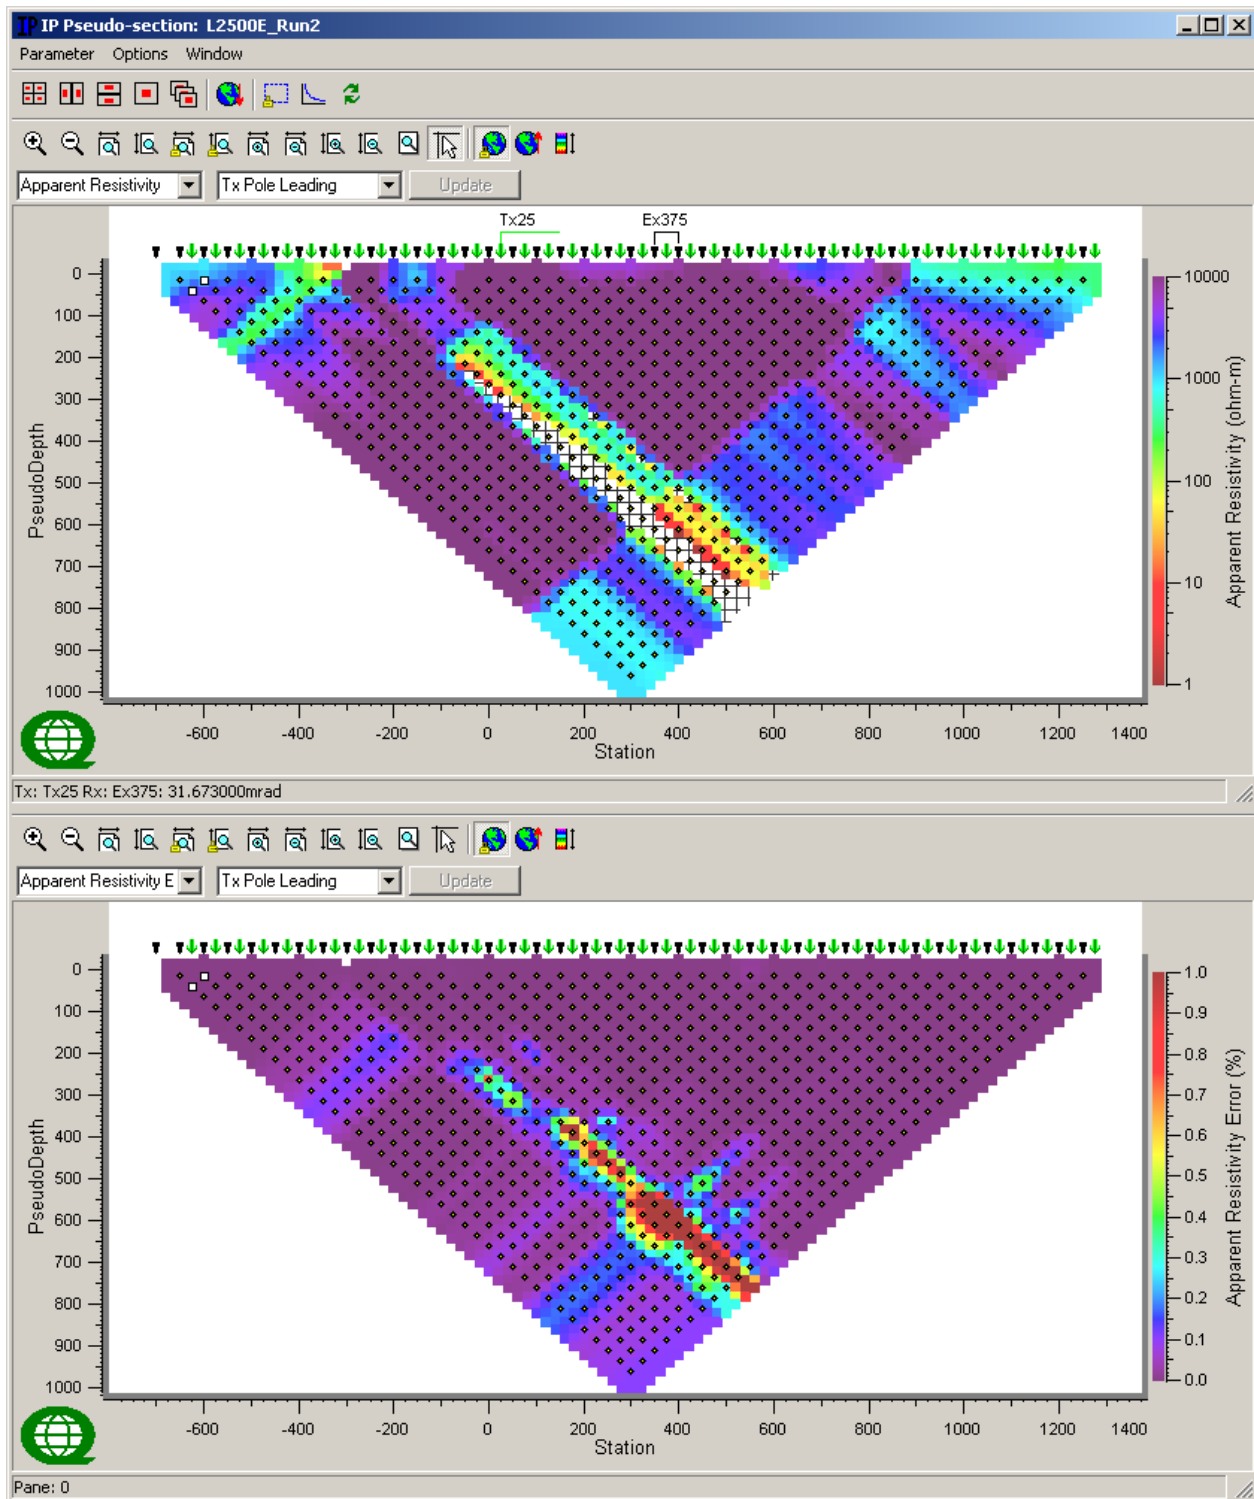 IP IP Pseudo-section: L2500E_Run2
Parameter Options Window
Apparent Resistivity Tx Pole Leading Update
Tx25 Ex375
0
100
200
300
400
500
600
700
800
900
1000
PseudoDepth
10000
1000
100
10
1
Apparent Resistivity (ohm-m)
-600 -400 -200 0 200 400 600 800 1000 1200 1400
Station
Tx: Tx25 Rx: Ex375: 31.673000mrad
Apparent Resistivity E Tx Pole Leading Update
0
100
200
300
400
500
600
700
800
900
1000
PseudoDepth
1.0
0.9
0.8
0.7
0.6
0.5
0.4
0.3
0.2
0.1
0.0
Apparent Resistivity Error (%)
-600 -400 -200 0 200 400 600 800 1000 1200 1400
Station
Pane: 0